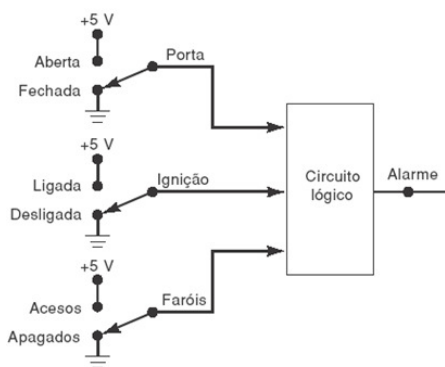 +5 V
Aberta
Porta
Fechada
+5 V
Ligada
Ignição
Desligada
Circuito
lógico
Alarme
+5 V
Acesos
Faróis
Apagados